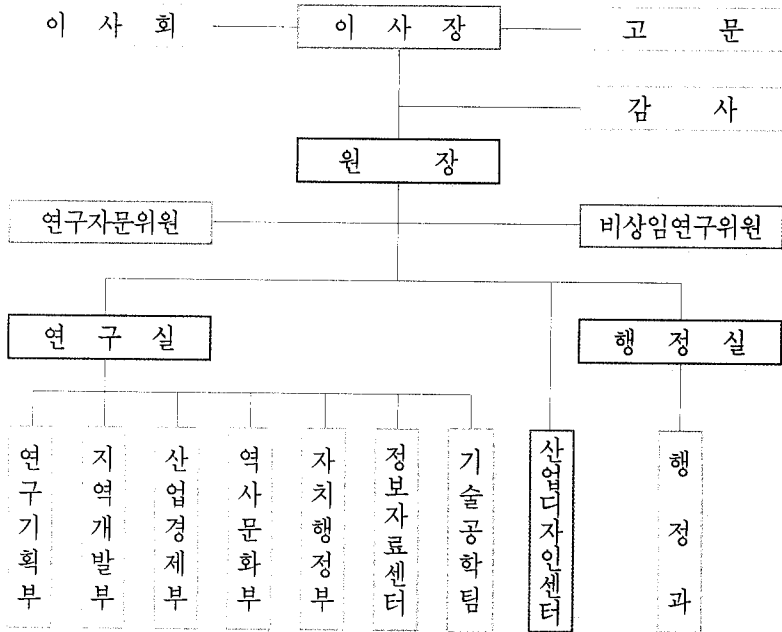 이 사 회
이 사 장
고 문
감 사
원 장
연구자문위원
비상임연구위원
연 구 실
행 정 실
연구기획부
지역개발부
산업경제부
역사문화부
자치행정부
정보자료센터
기술공학팀
산업디자인센터
행정과